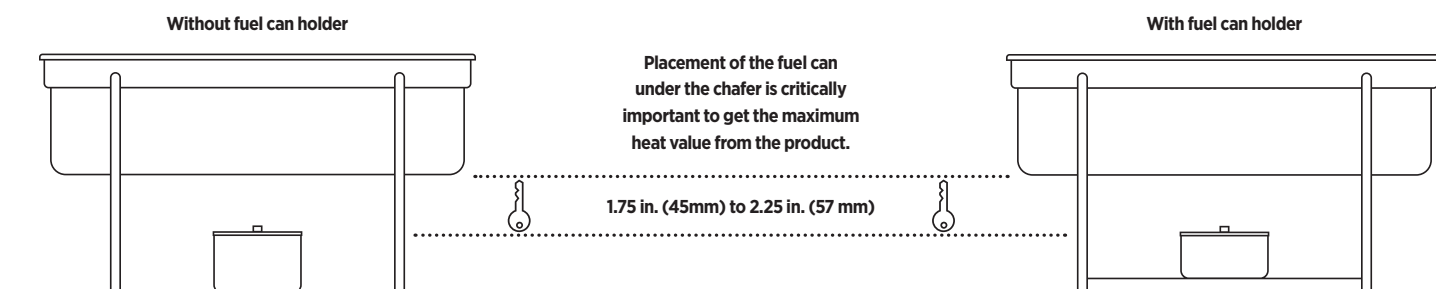 Without fuel can holder
With fuel can holder
Placement of the fuel can
under the chafer is critically
important to get the maximum
heat value from the product.
1.75 in. (45mm) to 2.25 in. (57 mm)